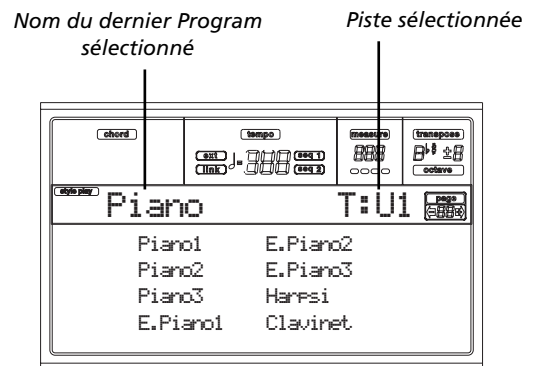 Nom du dernier Program sélectionné
Piste sélectionnée
chord
tempo
measure
transpose
ext
link
seq 1
seq 2
octave
style play
Piano
T:U1
page
Piano1 E.Piano2
Piano2 E.Piano3
Piano3 Harpsi
E.Piano1 Clavinet